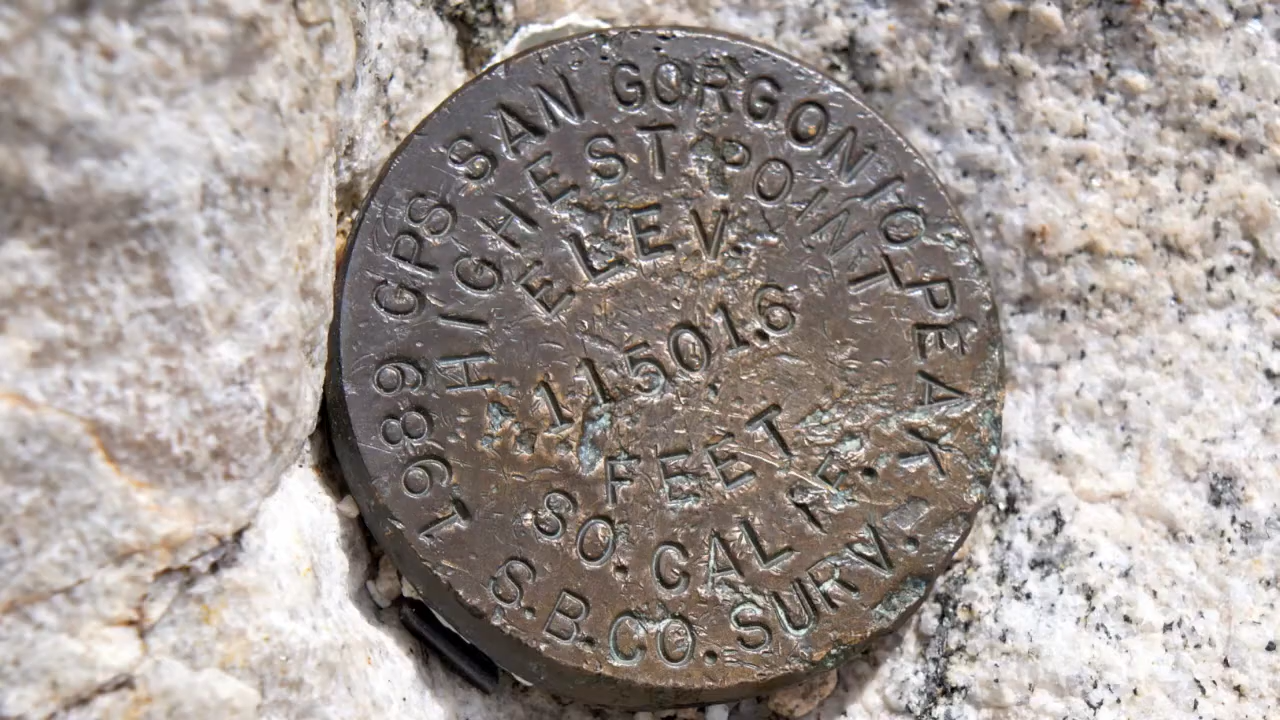 1989 GPS SAN GORGONIO PEAK
HIGHEST POINT
ELEV.
11501.6
FEET
SO. CAL
S.B.CO. SURV.